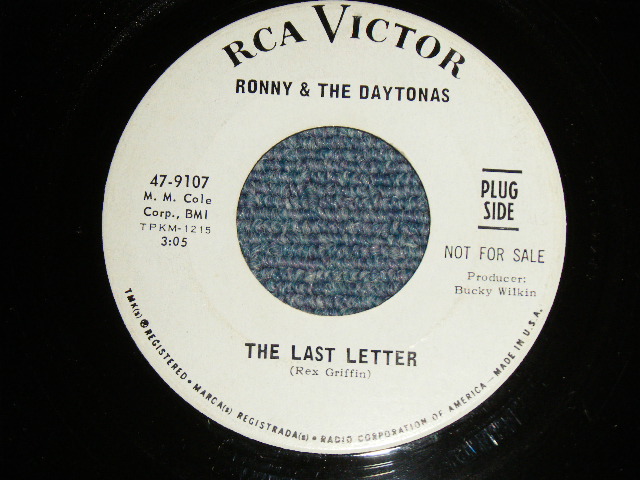 RCA VICTOR
RONNY & THE DAYTONAS
47-9107
M. M. Cole
Corp., BMI
TPKM-1215
3:05
PLUG
SIDE
NOT FOR SALE
Producer:
Bucky Wilkin
THE LAST LETTER
(Rex Griffin)
TMK(s) ® REGISTERED • MARCA(s) REGISTRADA(s) • RADIO CORPORATION OF AMERICA — MADE IN U.S.A.